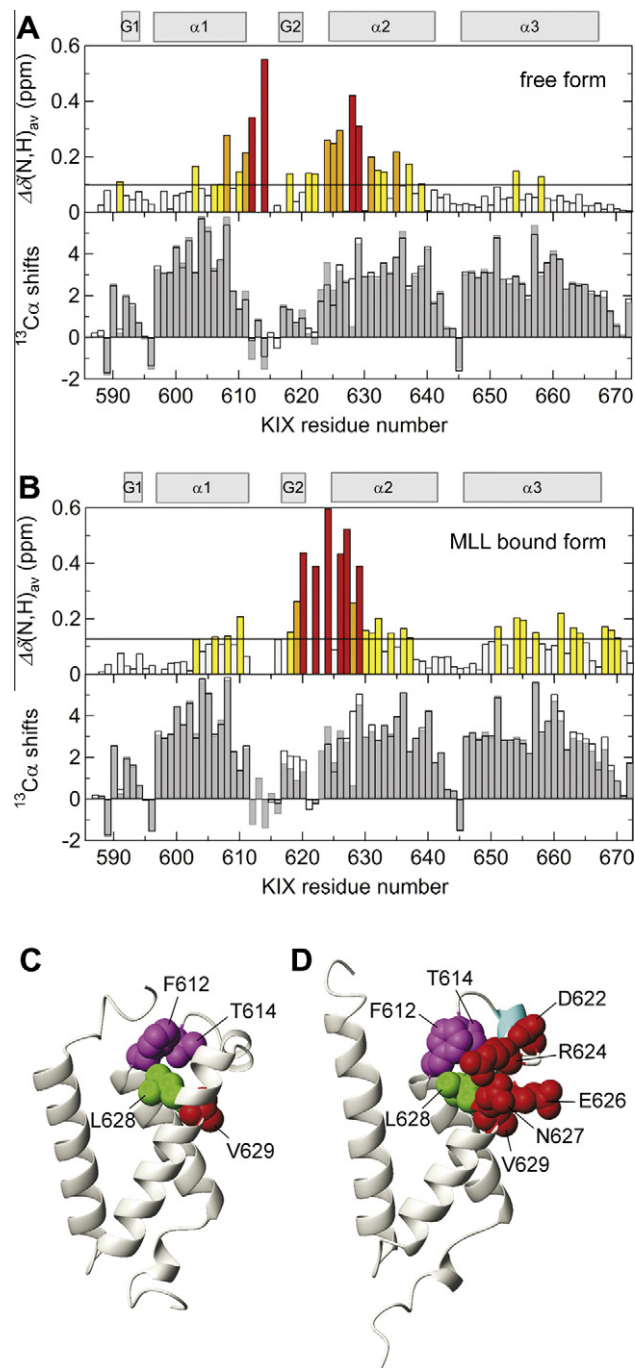 A
G1 α1 G2 α2 α3
Δδ(N,H)av (ppm)
0.6
0.4
0.2
0
free form
¹³Cα shifts
4
2
0
-2
590 600 610 620 630 640 650 660 670
KIX residue number
B
G1 α1 G2 α2 α3
Δδ(N,H)av (ppm)
0.6
0.4
0.2
0
MLL bound form
¹³Cα shifts
4
2
0
-2
590 600 610 620 630 640 650 660 670
KIX residue number
C
F612
T614
L628
V629
D
T614
F612
D622
R624
E626
L628
N627
V629